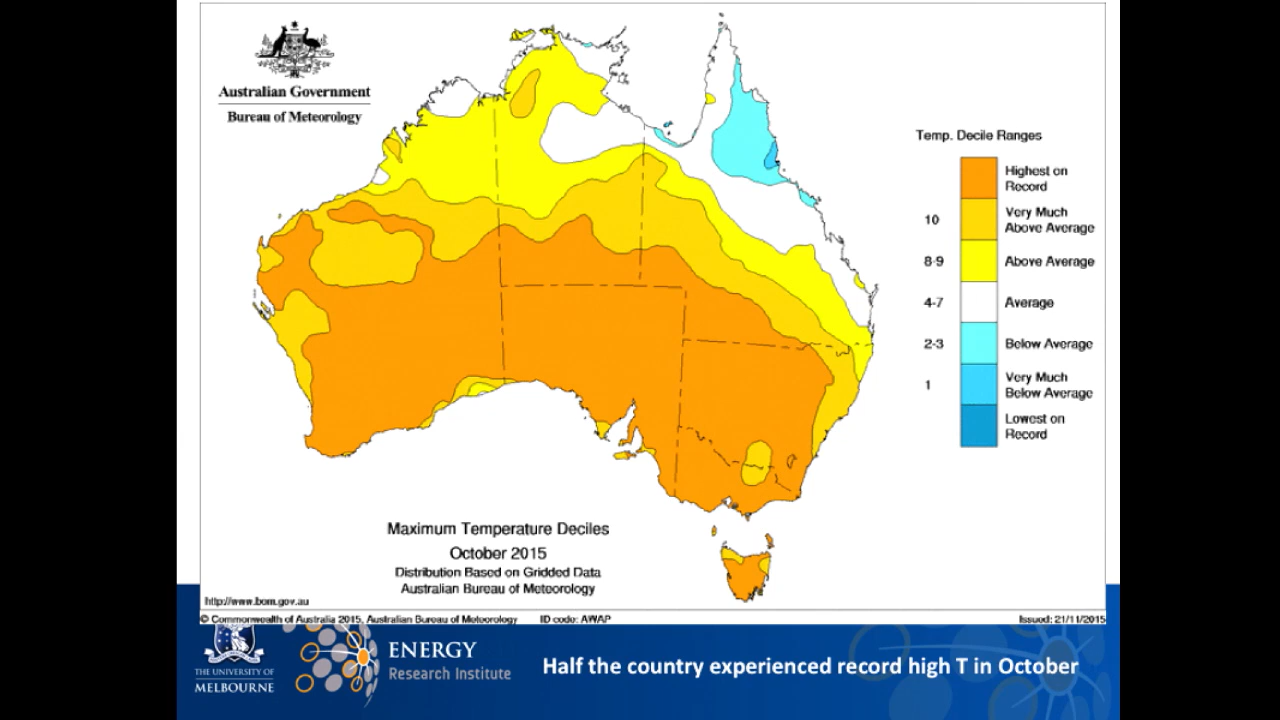 Australian Government
Bureau of Meteorology
Temp. Decile Ranges
Highest on
Record
10
Very Much
Above Average
8-9
Above Average
4-7
Average
2-3
Below Average
1
Very Much
Below Average
Lowest on
Record
Maximum Temperature Deciles
October 2015
Distribution Based on Gridded Data
Australian Bureau of Meteorology
http://www.bom.gov.au
© Commonwealth of Australia 2015, Australian Bureau of Meteorology
ID code: AWAP
Issued: 21/11/2015
THE UNIVERSITY OF
MELBOURNE
ENERGY
Research Institute
Half the country experienced record high T in October